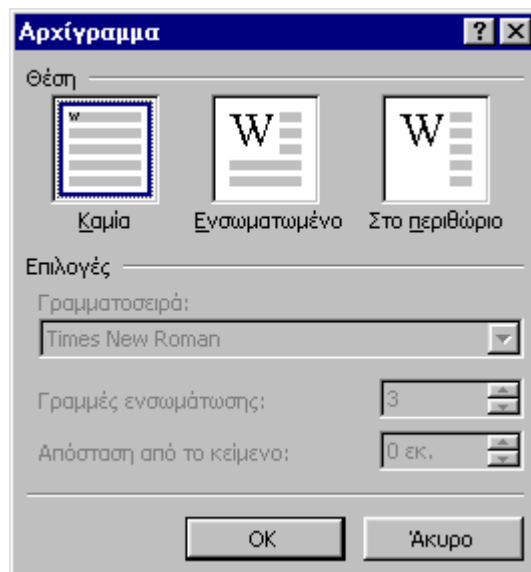 Αρχίγραμμα
Θέση
W W W
Καμία Ενσωματωμένο Στο περιθώριο
Επιλογές
Γραμματοσειρά:
Times New Roman
Γραμμές ενσωμάτωσης: 3
Απόσταση από το κείμενο: 0 εκ.
OK Άκυρο